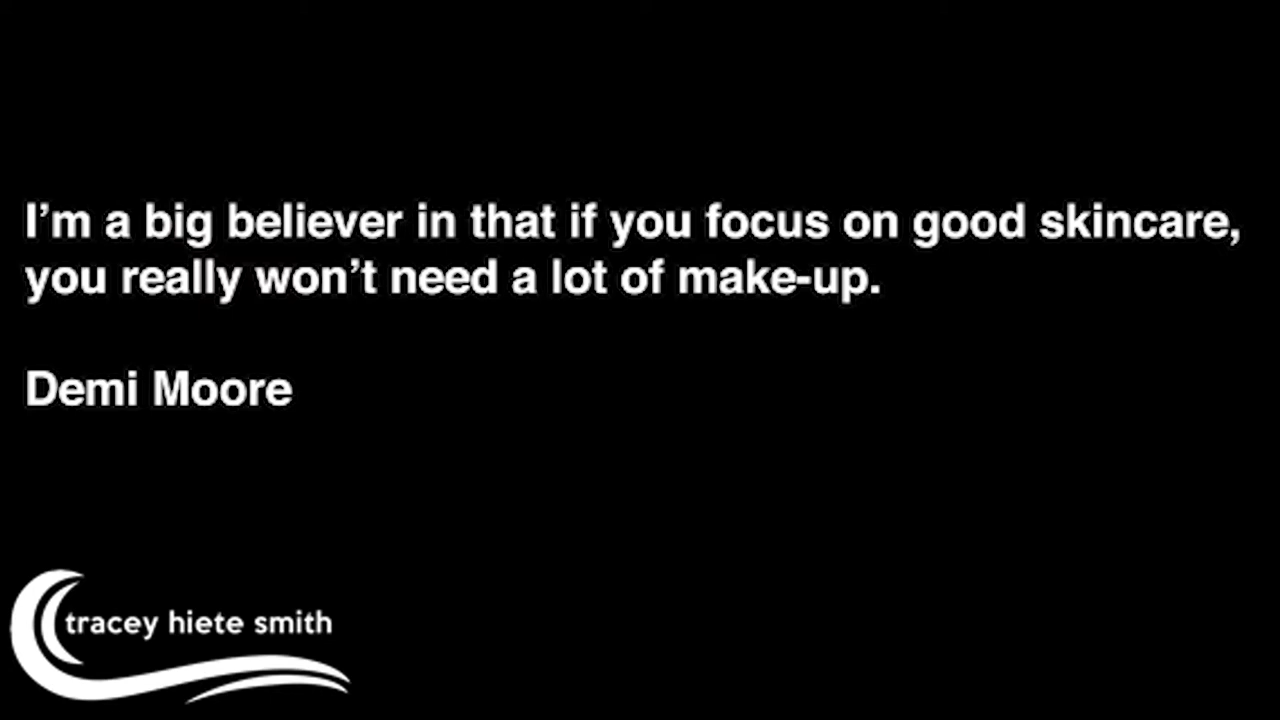 I’m a big believer in that if you focus on good skincare,
you really won’t need a lot of make-up.
Demi Moore
tracey hiete smith